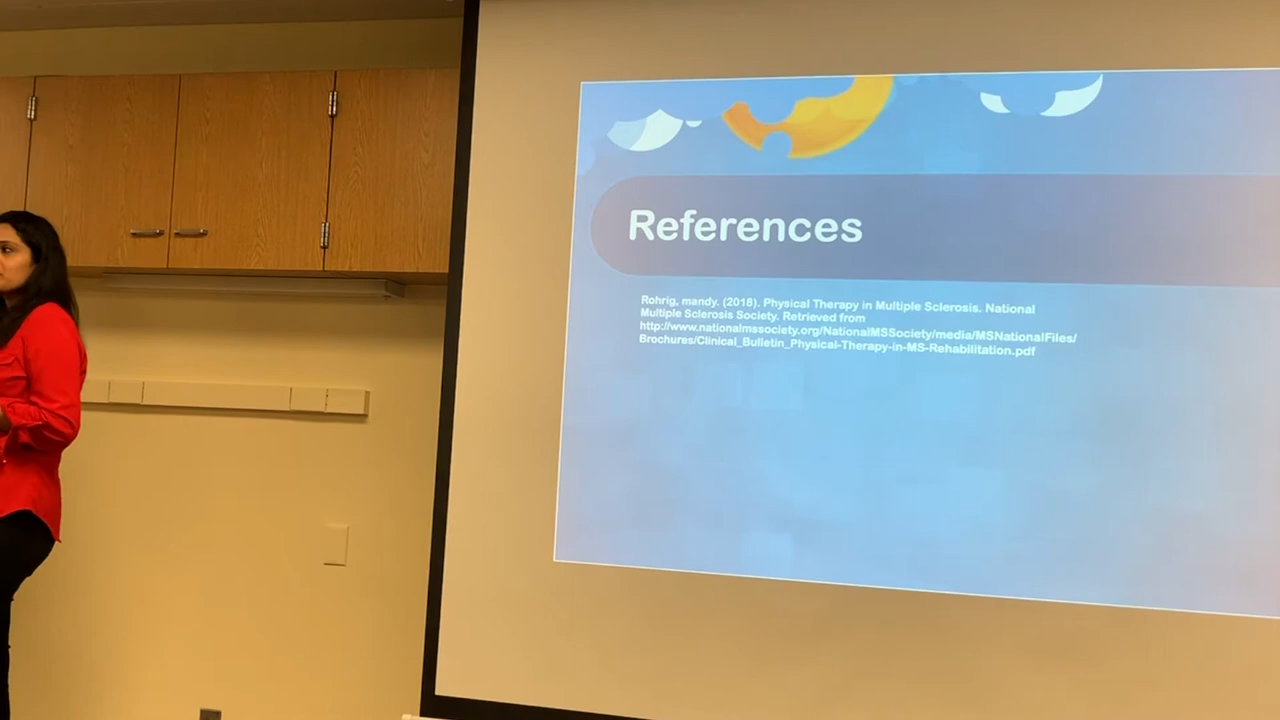 References
Rohrig, mandy. (2018). Physical Therapy in Multiple Sclerosis. National
Multiple Sclerosis Society. Retrieved from
http://www.nationalmssociety.org/NationalMSSociety/media/MSNationalFiles/
Brochures/Clinical_Bulletin_Physical-Therapy-in-MS-Rehabilitation.pdf